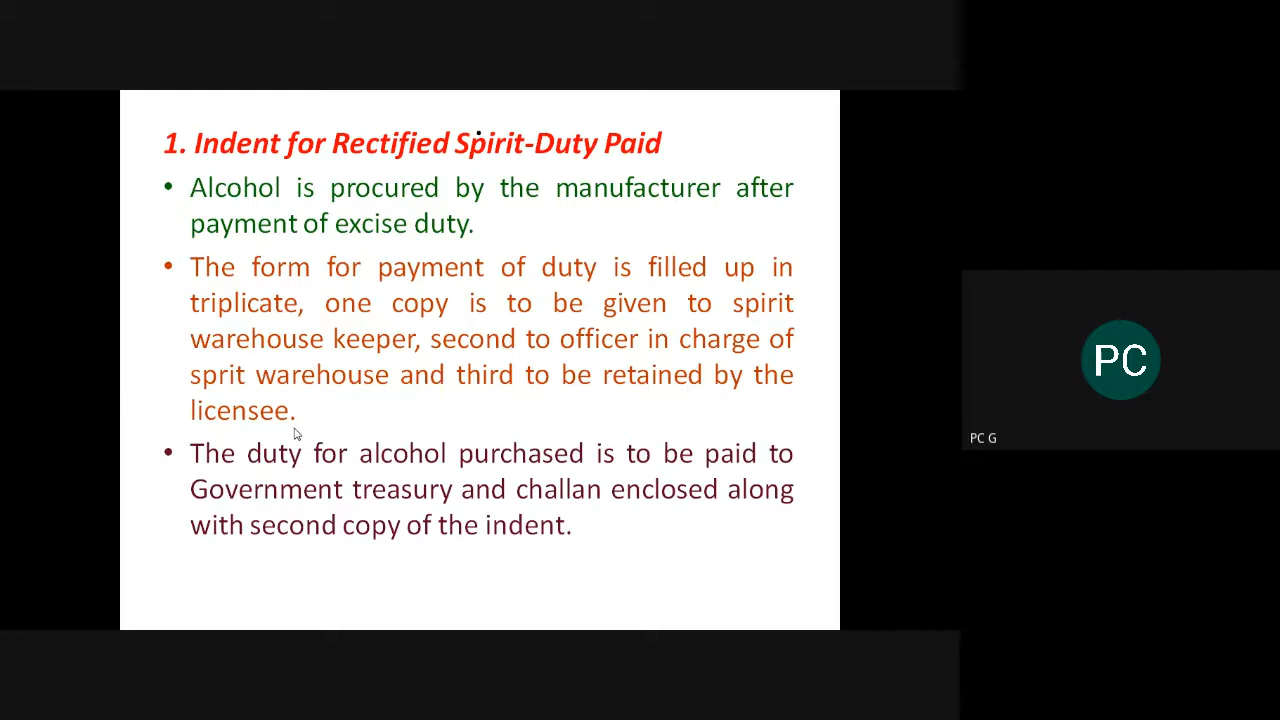 1. Indent for Rectified Spirit-Duty Paid
• Alcohol is procured by the manufacturer after
payment of excise duty.
• The form for payment of duty is filled up in
triplicate, one copy is to be given to spirit
warehouse keeper, second to officer in charge of
sprit warehouse and third to be retained by the
licensee.
• The duty for alcohol purchased is to be paid to
Government treasury and challan enclosed along
with second copy of the indent.
PC
PC G